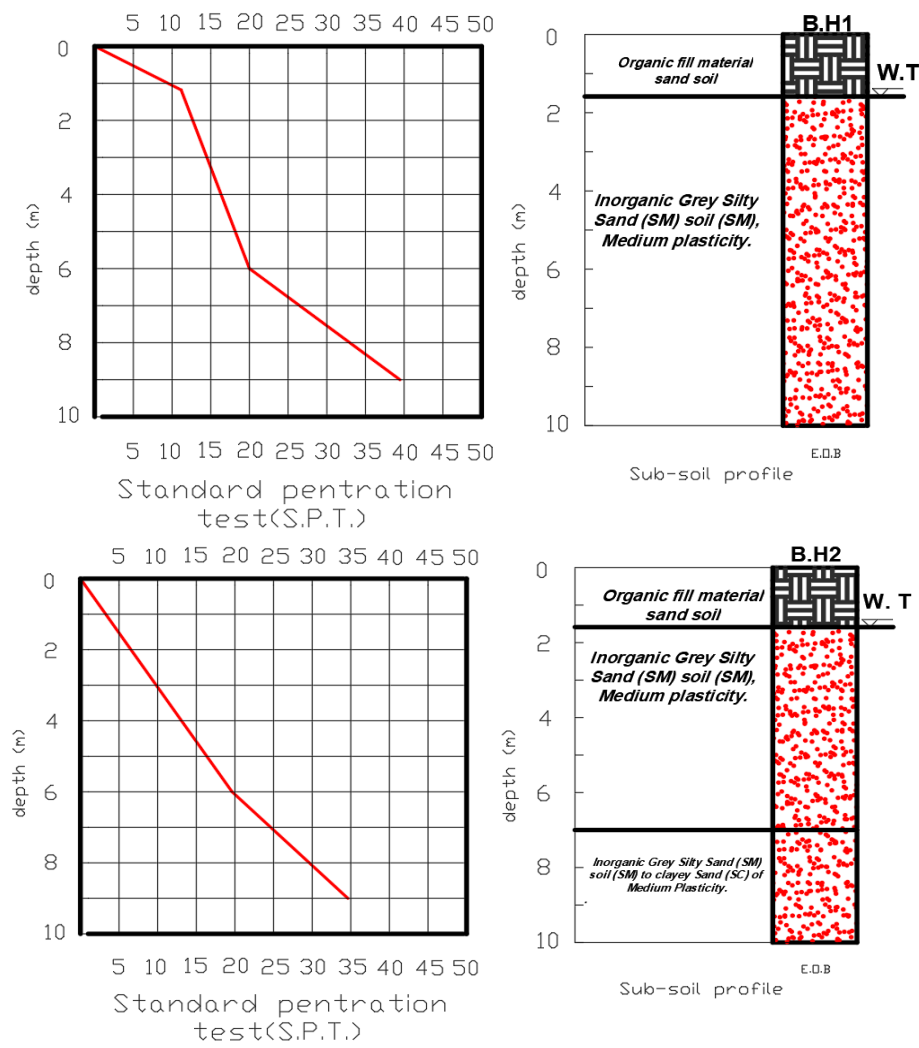 5 10 15 20 25 30 35 40 45 50
0
2
4
6
8
10
depth (m)
5 10 15 20 25 30 35 40 45 50
Standard pentration
test(S.P.T.)
B.H1
Organic fill material
sand soil
W.T
Inorganic Grey Silty
Sand (SM) soil (SM),
Medium plasticity.
0
2
4
6
8
10
depth (m)
E.O.B
Sub-soil profile
5 10 15 20 25 30 35 40 45 50
0
2
4
6
8
10
depth (m)
5 10 15 20 25 30 35 40 45 50
Standard pentration
test(S.P.T.)
B.H2
Organic fill material
sand soil
W. T
Inorganic Grey Silty
Sand (SM) soil (SM),
Medium plasticity.
Inorganic Grey Silty Sand (SM)
soil (SM) to clayey Sand (SC) of
Medium Plasticity.
0
2
4
6
8
10
depth (m)
E.O.B
Sub-soil profile